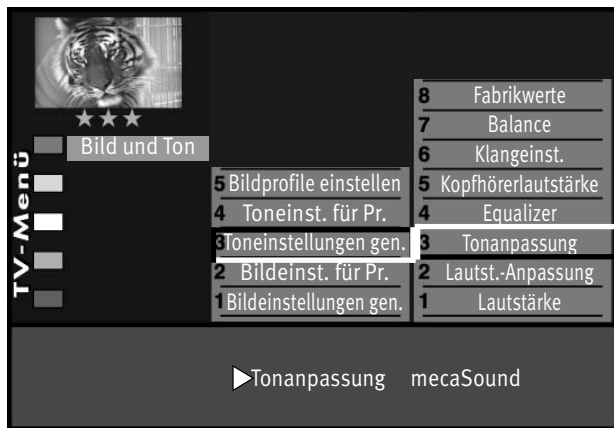 TV-Menü
Bild und Ton
5 Bildprofile einstellen
4 Toneinst. für Pr.
3 Toneinstellungen gen.
2 Bildeinst. für Pr.
1 Bildeinstellungen gen.
8 Fabrikwerte
7 Balance
6 Klangeinst.
5 Kopfhörerlautstärke
4 Equalizer
3 Tonanpassung
2 Lautst.-Anpassung
1 Lautstärke
Tonanpassung mecaSound